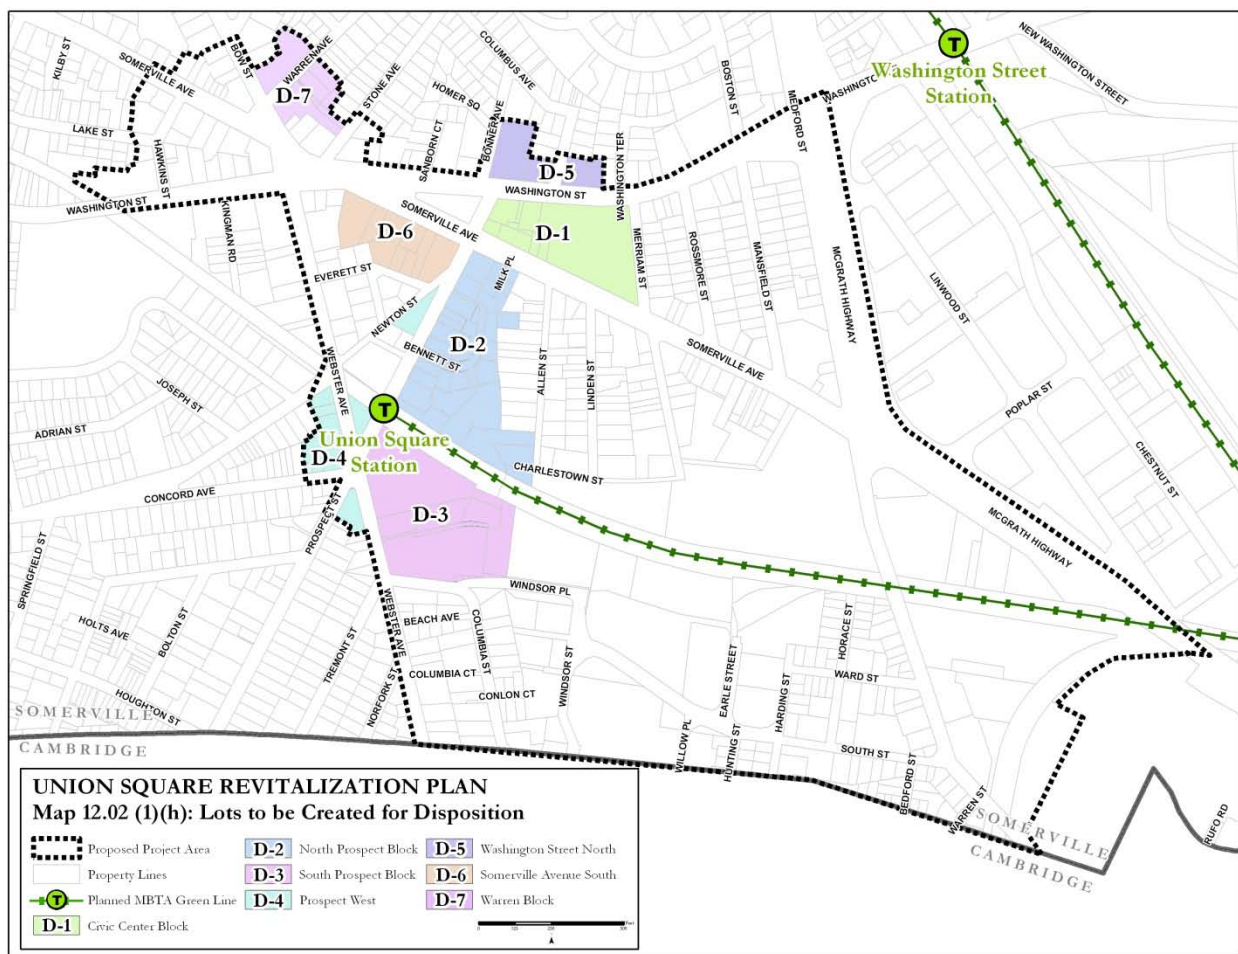 KILBY ST
SOMERVILLE AVE
BOW ST
WARREN AVE
D-7
STONE AVE
COLUMBUS AVE
HOMER SQ
SANBORN CT
BONNER AVE
BOSTON ST
MEDFORD ST
T
NEW WASHINGTON STREET
Washington Street
Station
LAKE ST
HAWKINS ST
WASHINGTON ST
KINGMAN RD
D-5
WASHINGTON ST
WASHINGTON TER
SOMERVILLE AVE
D-6
D-1
EVERETT ST
MILK PL
MERRIAM ST
ROSSMORE ST
MANSFIELD ST
MCGRATH HIGHWAY
LINWOOD ST
NEWTON ST
BENNETT ST
D-2
ALLEN ST
LINDEN ST
SOMERVILLE AVE
WEBSTER AVE
JOSEPH ST
ADRIAN ST
POPLAR ST
CHESTNUT ST
T
Union Square
Station
D-4
CHARLESTOWN ST
CONCORD AVE
PROSPECT ST
D-3
MCGRATH HIGHWAY
SPRINGFIELD ST
HOLTS AVE
BOLTON ST
HOUGHTON ST
TREMONT ST
NORFORK ST
WEBSTER AVE
WINDSOR PL
BEACH AVE
COLUMBIA ST
COLUMBIA CT
CONLON CT
WINDSOR ST
EARLE STREET
HORACE ST
WARD ST
HARDING ST
WILLOW PL
HUNTING ST
SOUTH ST
BEDFORD ST
WARREN ST
RUFO RD
SOMERVILLE
CAMBRIDGE
SOMERVILLE
CAMBRIDGE
UNION SQUARE REVITALIZATION PLAN
Map 12.02 (1)(h): Lots to be Created for Disposition
Proposed Project Area
Property Lines
T Planned MBTA Green Line
D-1 Civic Center Block
D-2 North Prospect Block
D-3 South Prospect Block
D-4 Prospect West
D-5 Washington Street North
D-6 Somerville Avenue South
D-7 Warren Block